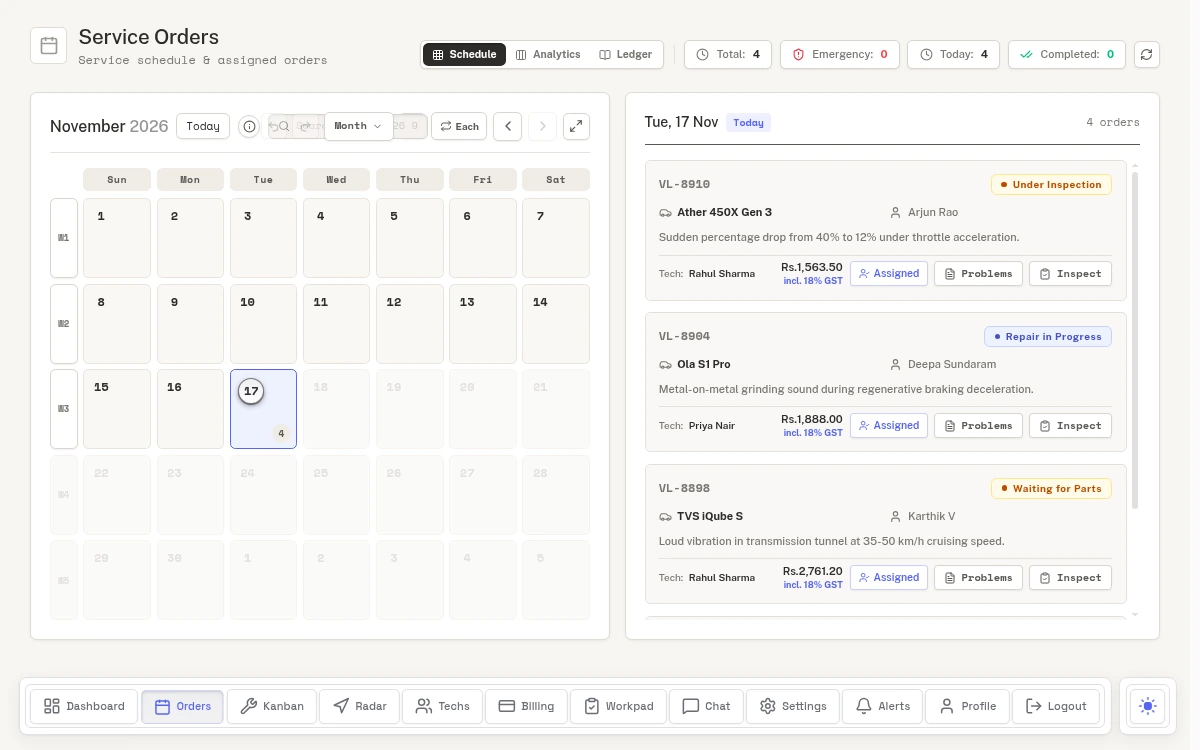 Service Orders
Service schedule & assigned orders
Schedule
Analytics
Ledger
Total: 4
Emergency: 0
Today: 4
Completed: 0
November 2026
Today
Month
Each
Sun Mon Tue Wed Thu Fri Sat
W1 1 2 3 4 5 6 7
W2 8 9 10 11 12 13 14
W3 15 16 17 18 19 20 21
4
W4 22 23 24 25 26 27 28
W5 29 30 1 2 3 4 5
Tue, 17 Nov Today 4 orders
VL-8910 Under Inspection
Ather 450X Gen 3 Arjun Rao
Sudden percentage drop from 40% to 12% under throttle acceleration.
Tech: Rahul Sharma Rs.1,563.50 incl. 18% GST Assigned Problems Inspect
VL-8904 Repair in Progress
Ola S1 Pro Deepa Sundaram
Metal-on-metal grinding sound during regenerative braking deceleration.
Tech: Priya Nair Rs.1,888.00 incl. 18% GST Assigned Problems Inspect
VL-8898 Waiting for Parts
TVS iQube S Karthik V
Loud vibration in transmission tunnel at 35-50 km/h cruising speed.
Tech: Rahul Sharma Rs.2,761.20 incl. 18% GST Assigned Problems Inspect
Dashboard Orders Kanban Radar Techs Billing Workpad Chat Settings Alerts Profile Logout